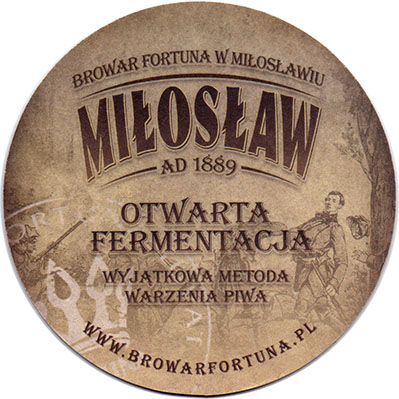 BROWAR FORTUNA W MIŁOSŁAWIU
MIŁOSŁAW
AD 1889
OTWARTA
FERMENTACJA
WYJĄTKOWA METODA
WARZENIA PIWA
WWW.BROWARFORTUNA.PL